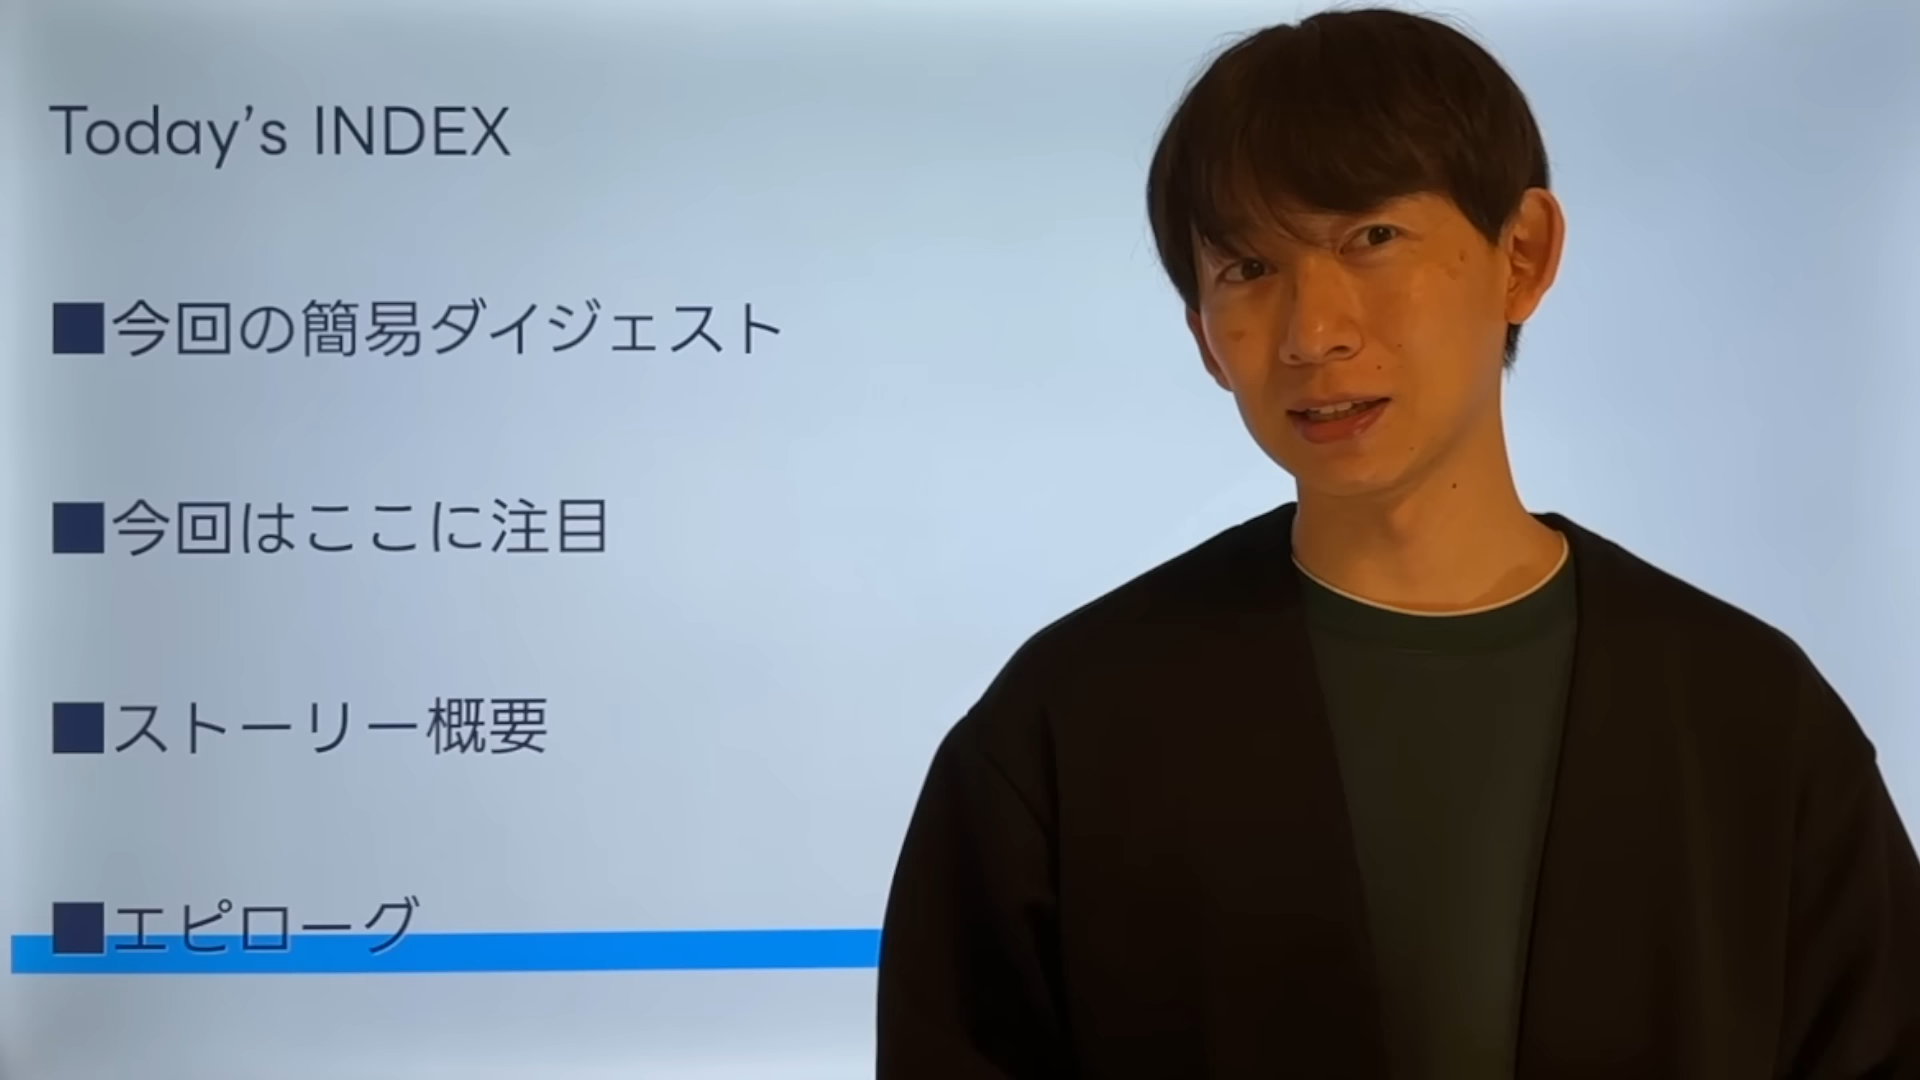 Today’s INDEX
■今回の簡易ダイジェスト
■今回はここに注目
■ストーリー概要
■エピローグ